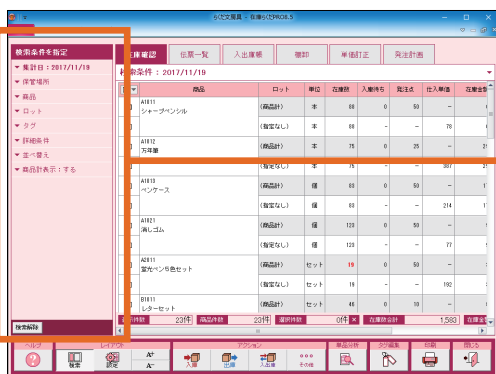 らくだ文房具 - 在庫らくだPRO8.5
検索条件を指定
▼ 集計日：2017/11/19
▼ 保管場所
▼ 商品
▼ ロット
▼ タグ
▼ 詳細条件
▼ 並べ替え
▼ 商品計表示：する
検索解除
庫確認 伝票一覧 入出庫帳 棚卸 単価訂正 発注計画
検索条件：2017/11/19
商品 ロット 単位 在庫数 入庫待ち 発注点 仕入単価 在庫金額
A1011
シャープペンシル (商品計) 本 88 0 50 −
(指定なし) 本 88 - - 78
A1012
万年筆 (商品計) 本 75 0 25 −
(指定なし) 本 75 - - 387
A1013
ペンケース (商品計) 個 83 0 50 −
(指定なし) 個 83 - - 214
A1021
消しゴム (商品計) 個 123 0 50 −
(指定なし) 個 123 - - 77
A2011
蛍光ペン5色セット (商品計) セット 19 0 50 −
(指定なし) セット 19 - - 192
B1011
レターセット (商品計) セット 46 0 10 −
件数 23件 商品件数 23件 選択件数 0件 × 在庫数合計 1,583 在庫金
ヘルプ レイアウト アクション 単品分析 タグ編集 印刷 閉じる
検索 設定 A+ A− 入庫 出庫 入出庫 その他